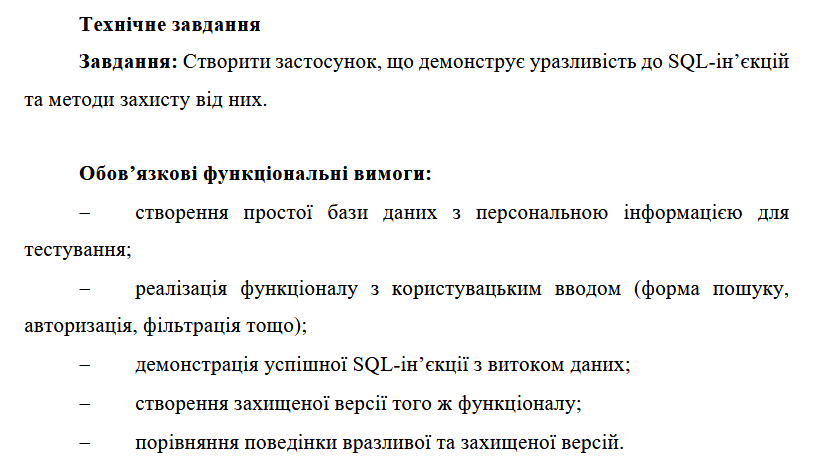 Технічне завдання
Завдання: Створити застосунок, що демонструє уразливість до SQL-ін’єкцій
та методи захисту від них.
Обов’язкові функціональні вимоги:
– створення простої бази даних з персональною інформацією для
тестування;
– реалізація функціоналу з користувацьким вводом (форма пошуку,
авторизація, фільтрація тощо);
– демонстрація успішної SQL-ін’єкції з витоком даних;
– створення захищеної версії того ж функціоналу;
– порівняння поведінки вразливої та захищеної версій.